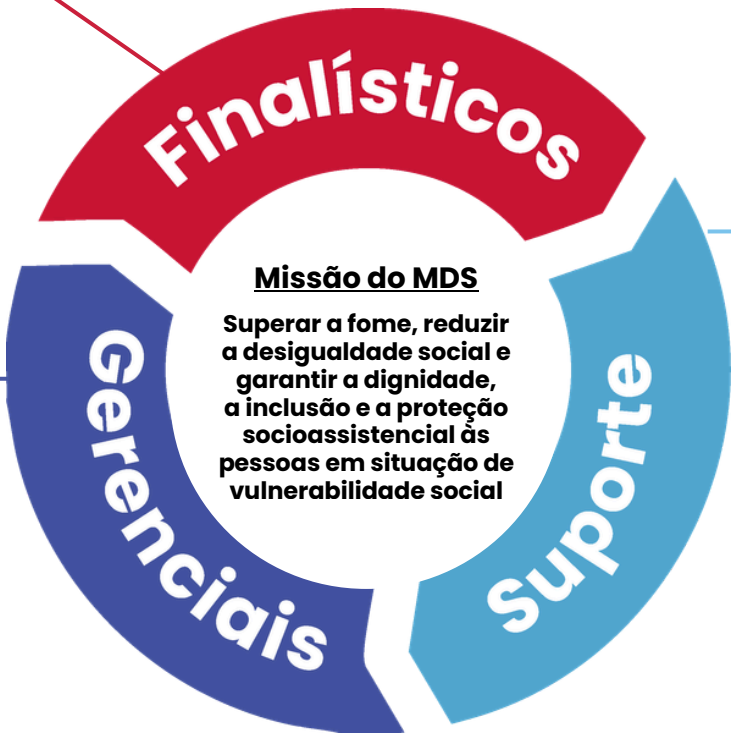 Finalísticos
Missão do MDS
Superar a fome, reduzir
a desigualdade social e
garantir a dignidade,
a inclusão e a proteção
socioassistencial às
pessoas em situação de
vulnerabilidade social
Gerenciais
Suporte